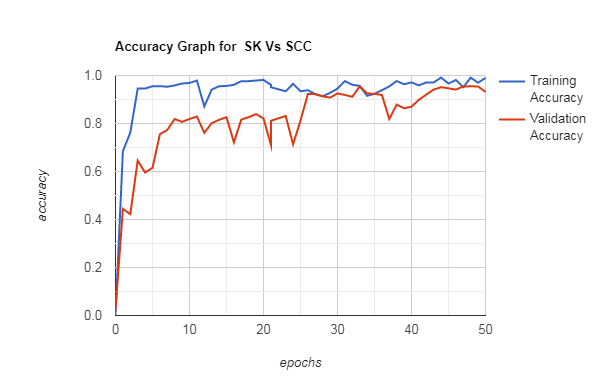 Accuracy Graph for SK Vs SCC
1.0
0.8
0.6
0.4
0.2
0.0
accuracy
0 10 20 30 40 50
epochs
Training
Accuracy
Validation
Accuracy